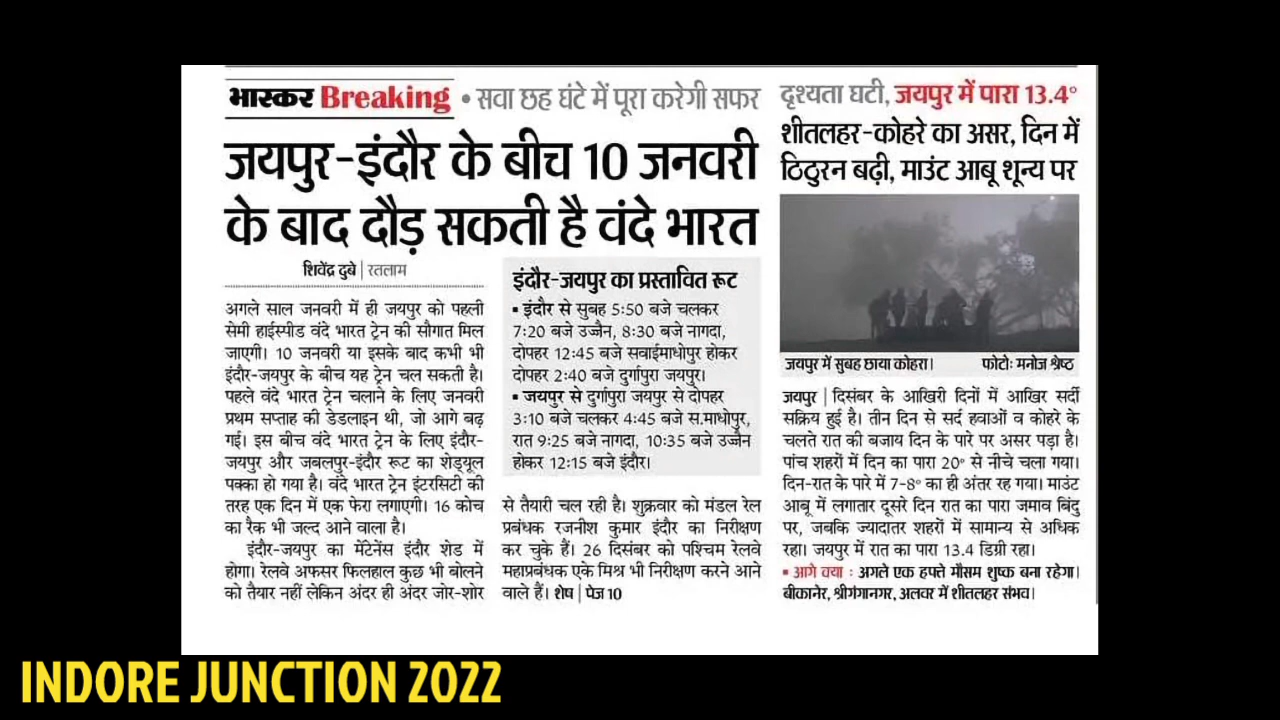 भास्कर Breaking • सवा छह घंटे में पूरा करेगी सफर
जयपुर-इंदौर के बीच 10 जनवरी
के बाद दौड़ सकती है वंदे भारत
शिवेंद्र दुबे | रतलाम
अगले साल जनवरी में ही जयपुर को पहली
सेमी हाईस्पीड वंदे भारत ट्रेन की सौगात मिल
जाएगी। 10 जनवरी या इसके बाद कभी भी
इंदौर-जयपुर के बीच यह ट्रेन चल सकती है।
पहले वंदे भारत ट्रेन चलाने के लिए जनवरी
प्रथम सप्ताह की डेडलाइन थी, जो आगे बढ़
गई। इस बीच वंदे भारत ट्रेन के लिए इंदौर-
जयपुर और जबलपुर-इंदौर रूट का शेड्यूल
पक्का हो गया है। वंदे भारत ट्रेन इंटरसिटी की
तरह एक दिन में एक फेरा लगाएगी। 16 कोच
का रैक भी जल्द आने वाला है।
इंदौर-जयपुर का मेंटेनेंस इंदौर शेड में
होगा। रेलवे अफसर फिलहाल कुछ भी बोलने
को तैयार नहीं लेकिन अंदर ही अंदर जोर-शोर
इंदौर-जयपुर का प्रस्तावित रूट
▪ इंदौर से सुबह 5:50 बजे चलकर
7:20 बजे उज्जैन, 8:30 बजे नागदा,
दोपहर 12:45 बजे सवाईमाधोपुर होकर
दोपहर 2:40 बजे दुर्गापुरा जयपुर।
▪ जयपुर से दुर्गापुरा जयपुर से दोपहर
3:10 बजे चलकर 4:45 बजे स.माधोपुर,
रात 9:25 बजे नागदा, 10:35 बजे उज्जैन
होकर 12:15 बजे इंदौर।
से तैयारी चल रही है। शुक्रवार को मंडल रेल
प्रबंधक रजनीश कुमार इंदौर का निरीक्षण
कर चुके हैं। 26 दिसंबर को पश्चिम रेलवे
महाप्रबंधक एके मिश्र भी निरीक्षण करने आने
वाले हैं। शेष | पेज 10
दृश्यता घटी, जयपुर में पारा 13.4°
शीतलहर-कोहरे का असर, दिन में
ठिठुरन बढ़ी, माउंट आबू शून्य पर
जयपुर में सुबह छाया कोहरा। फोटो: मनोज श्रेष्ठ
जयपुर | दिसंबर के आखिरी दिनों में आखिर सर्दी
सक्रिय हुई है। तीन दिन से सर्द हवाओं व कोहरे के
चलते रात की बजाय दिन के पारे पर असर पड़ा है।
पांच शहरों में दिन का पारा 20° से नीचे चला गया।
दिन-रात के पारे में 7-8° का ही अंतर रह गया। माउंट
आबू में लगातार दूसरे दिन रात का पारा जमाव बिंदु
पर, जबकि ज्यादातर शहरों में सामान्य से अधिक
रहा। जयपुर में रात का पारा 13.4 डिग्री रहा।
▪ आगे क्या : अगले एक हफ्ते मौसम शुष्क बना रहेगा।
बीकानेर, श्रीगंगानगर, अलवर में शीतलहर संभव।
INDORE JUNCTION 2022